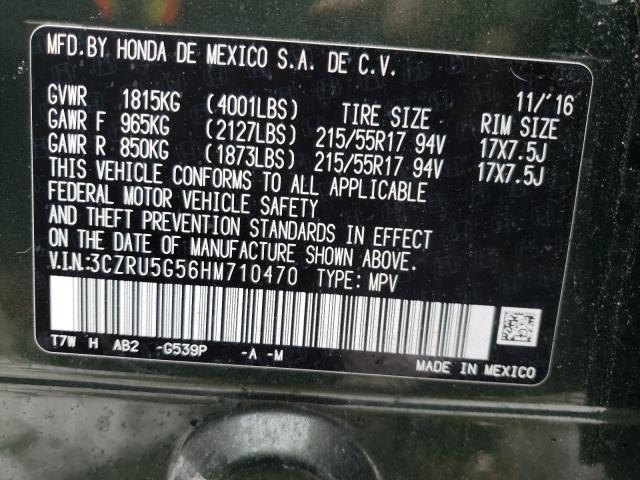 MFD.BY HONDA DE MEXICO S.A. DE C.V.
11/'16
GVWR 1815KG (4001LBS) TIRE SIZE RIM SIZE
GAWR F 965KG (2127LBS) 215/55R17 94V 17X7.5J
GAWR R 850KG (1873LBS) 215/55R17 94V 17X7.5J
THIS VEHICLE CONFORMS TO ALL APPLICABLE
FEDERAL MOTOR VEHICLE SAFETY
AND THEFT PREVENTION STANDARDS IN EFFECT
ON THE DATE OF MANUFACTURE SHOWN ABOVE.
V.I.N:3CZRU5G56HM710470 TYPE: MPV
T7W H AB2 -G539P -A -M
MADE IN MEXICO